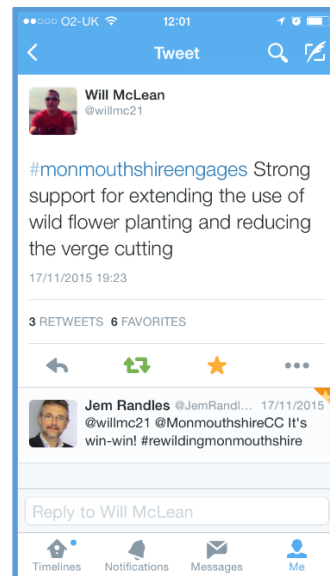 O2-UK 12:01
Tweet
Will McLean
@willmc21
#monmouthshireengages Strong
support for extending the use of
wild flower planting and reducing
the verge cutting
17/11/2015 19:23
3 RETWEETS 6 FAVORITES
Jem Randles @JemRandl... 17/11/2015
@willmc21 @MonmouthshireCC It's
win-win! #rewildingmonmouthshire
Reply to Will McLean
Timelines Notifications Messages Me